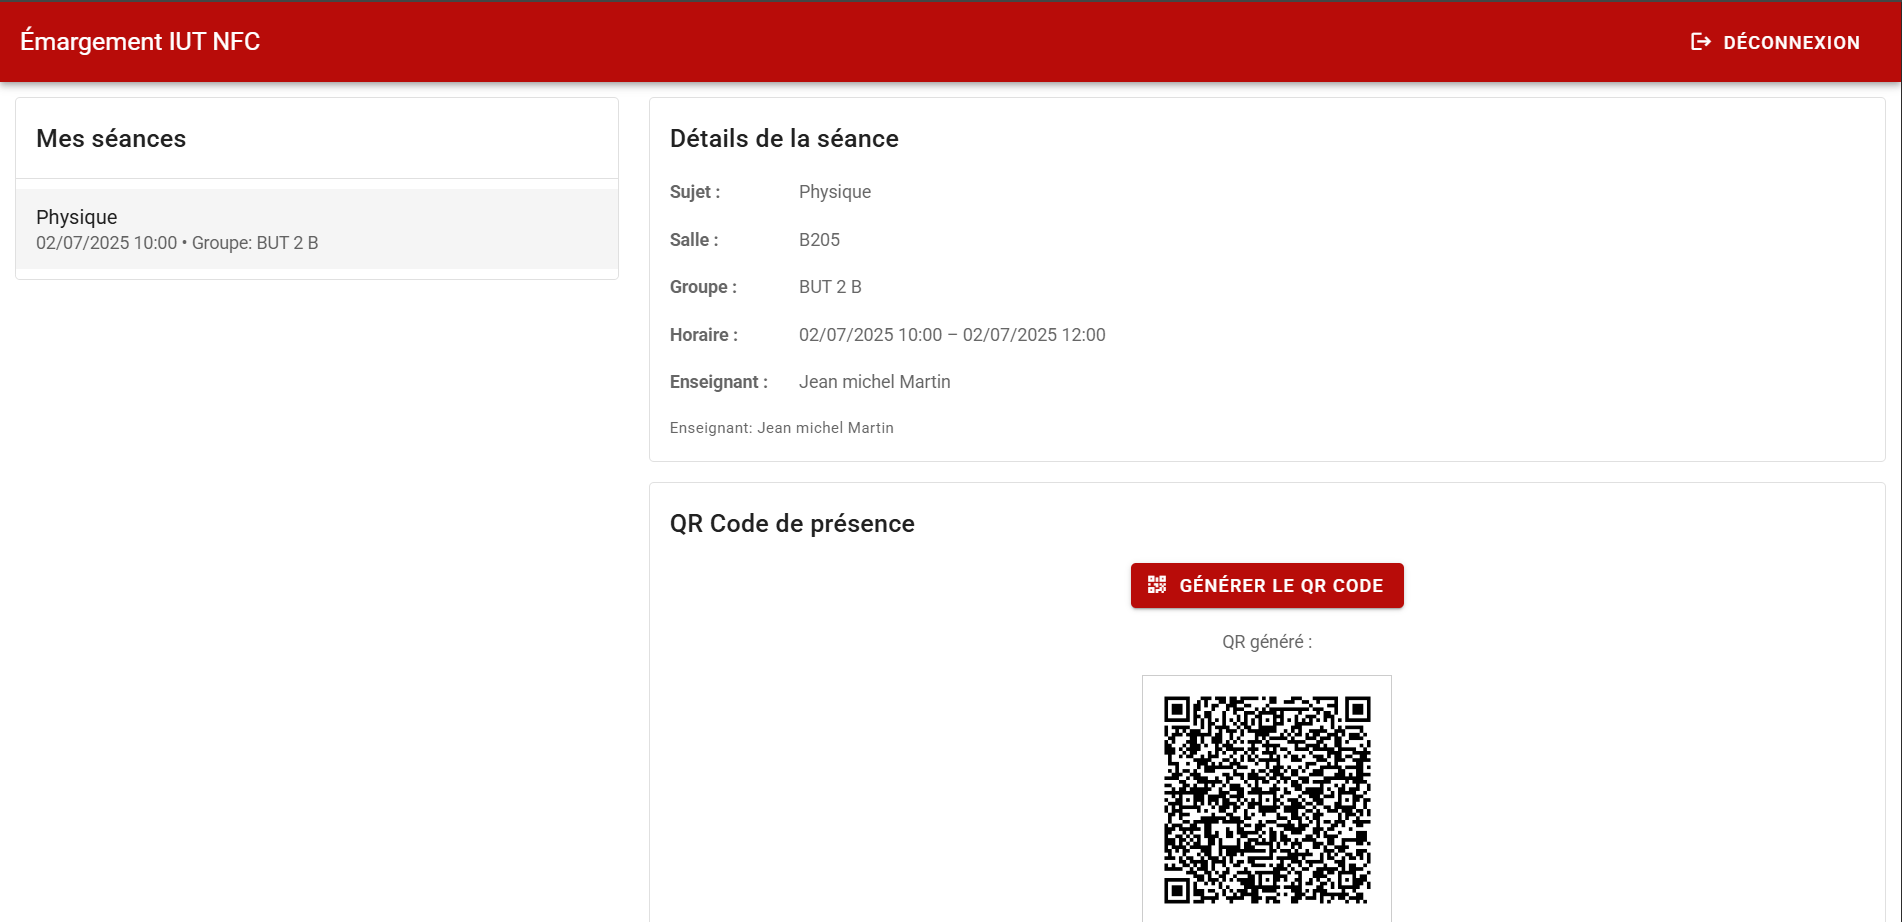 Émargement IUT NFC
DÉCONNEXION
Mes séances
Physique
02/07/2025 10:00 • Groupe: BUT 2 B
Détails de la séance
Sujet : Physique
Salle : B205
Groupe : BUT 2 B
Horaire : 02/07/2025 10:00 – 02/07/2025 12:00
Enseignant : Jean michel Martin
Enseignant: Jean michel Martin
QR Code de présence
GÉNÉRER LE QR CODE
QR généré :